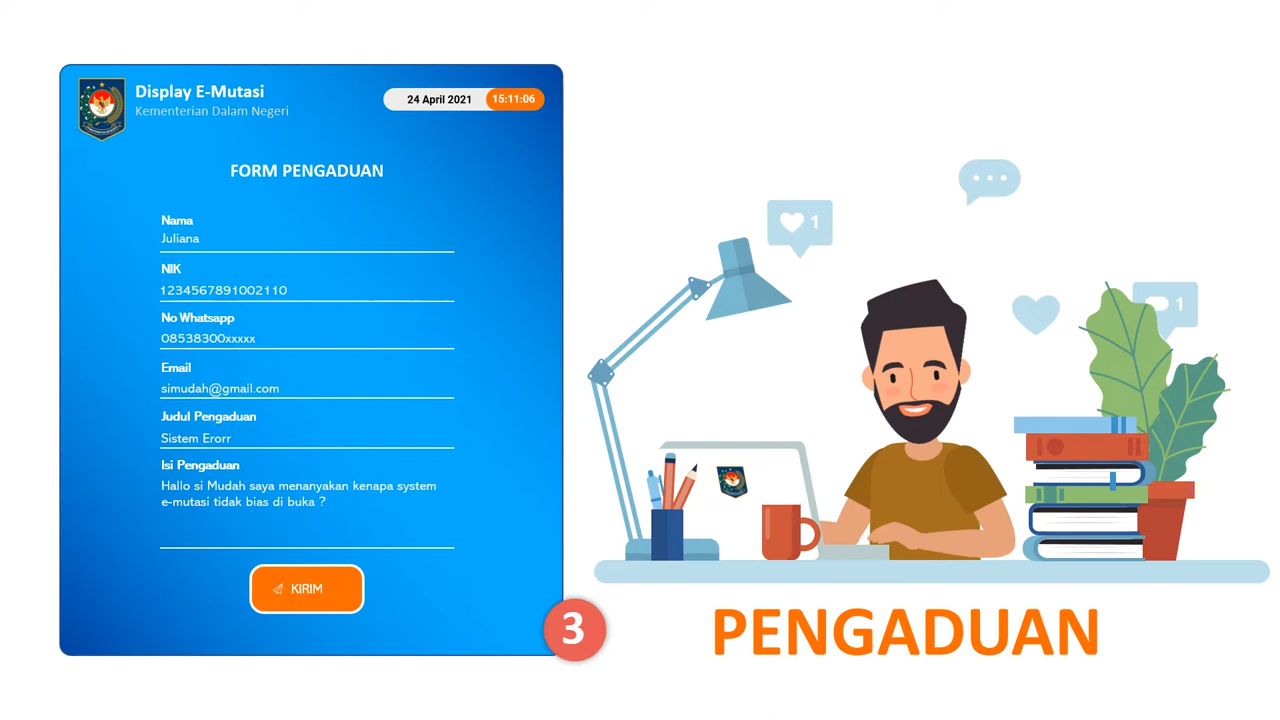 Display E-Mutasi
Kementerian Dalam Negeri
24 April 2021 15:11:06
FORM PENGADUAN
Nama
Juliana
NIK
1234567891002110
No Whatsapp
08538300xxxxx
Email
simudah@gmail.com
Judul Pengaduan
Sistem Erorr
Isi Pengaduan
Hallo si Mudah saya menanyakan kenapa system
e-mutasi tidak bias di buka ?
KIRIM
3
1
1
PENGADUAN